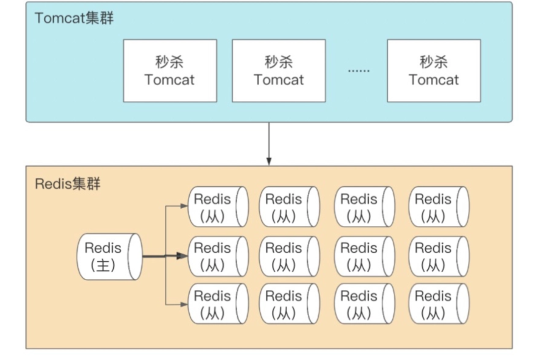 Tomcat集群
秒杀
Tomcat
秒杀
Tomcat
……
秒杀
Tomcat
Redis集群
Redis
(主)
Redis
(从)
Redis
(从)
Redis
(从)
Redis
(从)
Redis
(从)
Redis
(从)
Redis
(从)
Redis
(从)
Redis
(从)
Redis
(从)
Redis
(从)
Redis
(从)